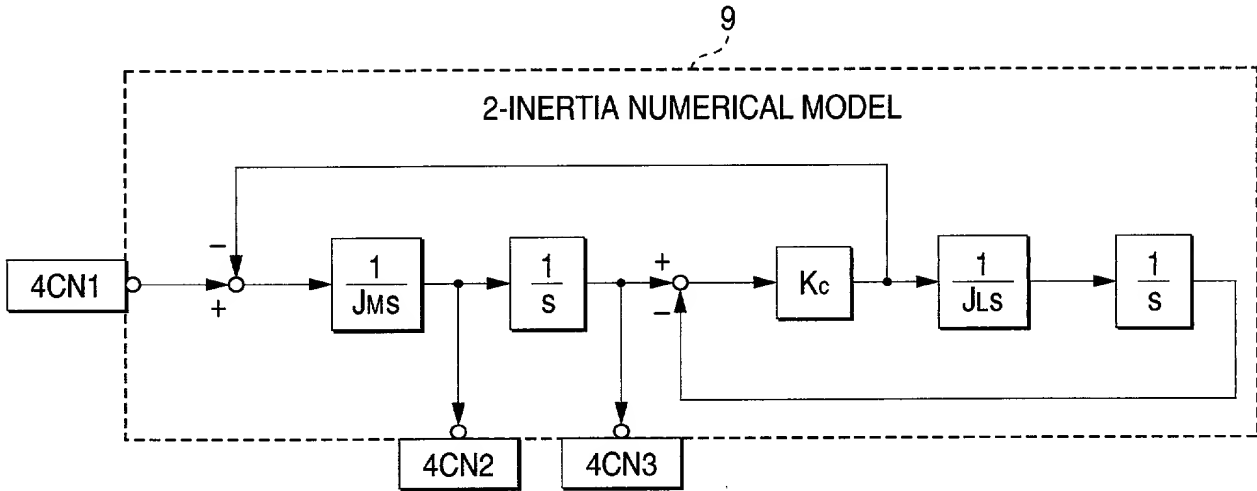 9
2-INERTIA NUMERICAL MODEL
4CN1
+
−
1
JMS
1
s
+
−
Kc
1
JLS
1
s
4CN2
4CN3